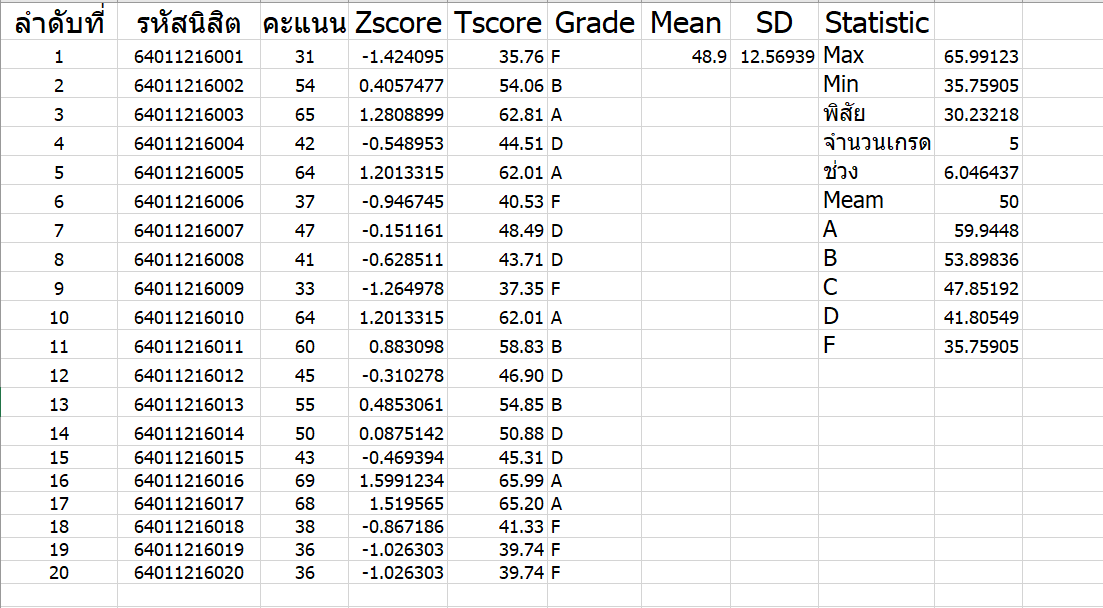 ลำดับที่ รหัสนิสิต คะแนน Zscore Tscore Grade Mean SD Statistic
1 64011216001 31 -1.424095 35.76 F 48.9 12.56939 Max 65.99123
2 64011216002 54 0.4057477 54.06 B Min 35.75905
3 64011216003 65 1.2808899 62.81 A พิสัย 30.23218
4 64011216004 42 -0.548953 44.51 D จำนวนเกรด 5
5 64011216005 64 1.2013315 62.01 A ช่วง 6.046437
6 64011216006 37 -0.946745 40.53 F Meam 50
7 64011216007 47 -0.151161 48.49 D A 59.9448
8 64011216008 41 -0.628511 43.71 D B 53.89836
9 64011216009 33 -1.264978 37.35 F C 47.85192
10 64011216010 64 1.2013315 62.01 A D 41.80549
11 64011216011 60 0.883098 58.83 B F 35.75905
12 64011216012 45 -0.310278 46.90 D
13 64011216013 55 0.4853061 54.85 B
14 64011216014 50 0.0875142 50.88 D
15 64011216015 43 -0.469394 45.31 D
16 64011216016 69 1.5991234 65.99 A
17 64011216017 68 1.519565 65.20 A
18 64011216018 38 -0.867186 41.33 F
19 64011216019 36 -1.026303 39.74 F
20 64011216020 36 -1.026303 39.74 F